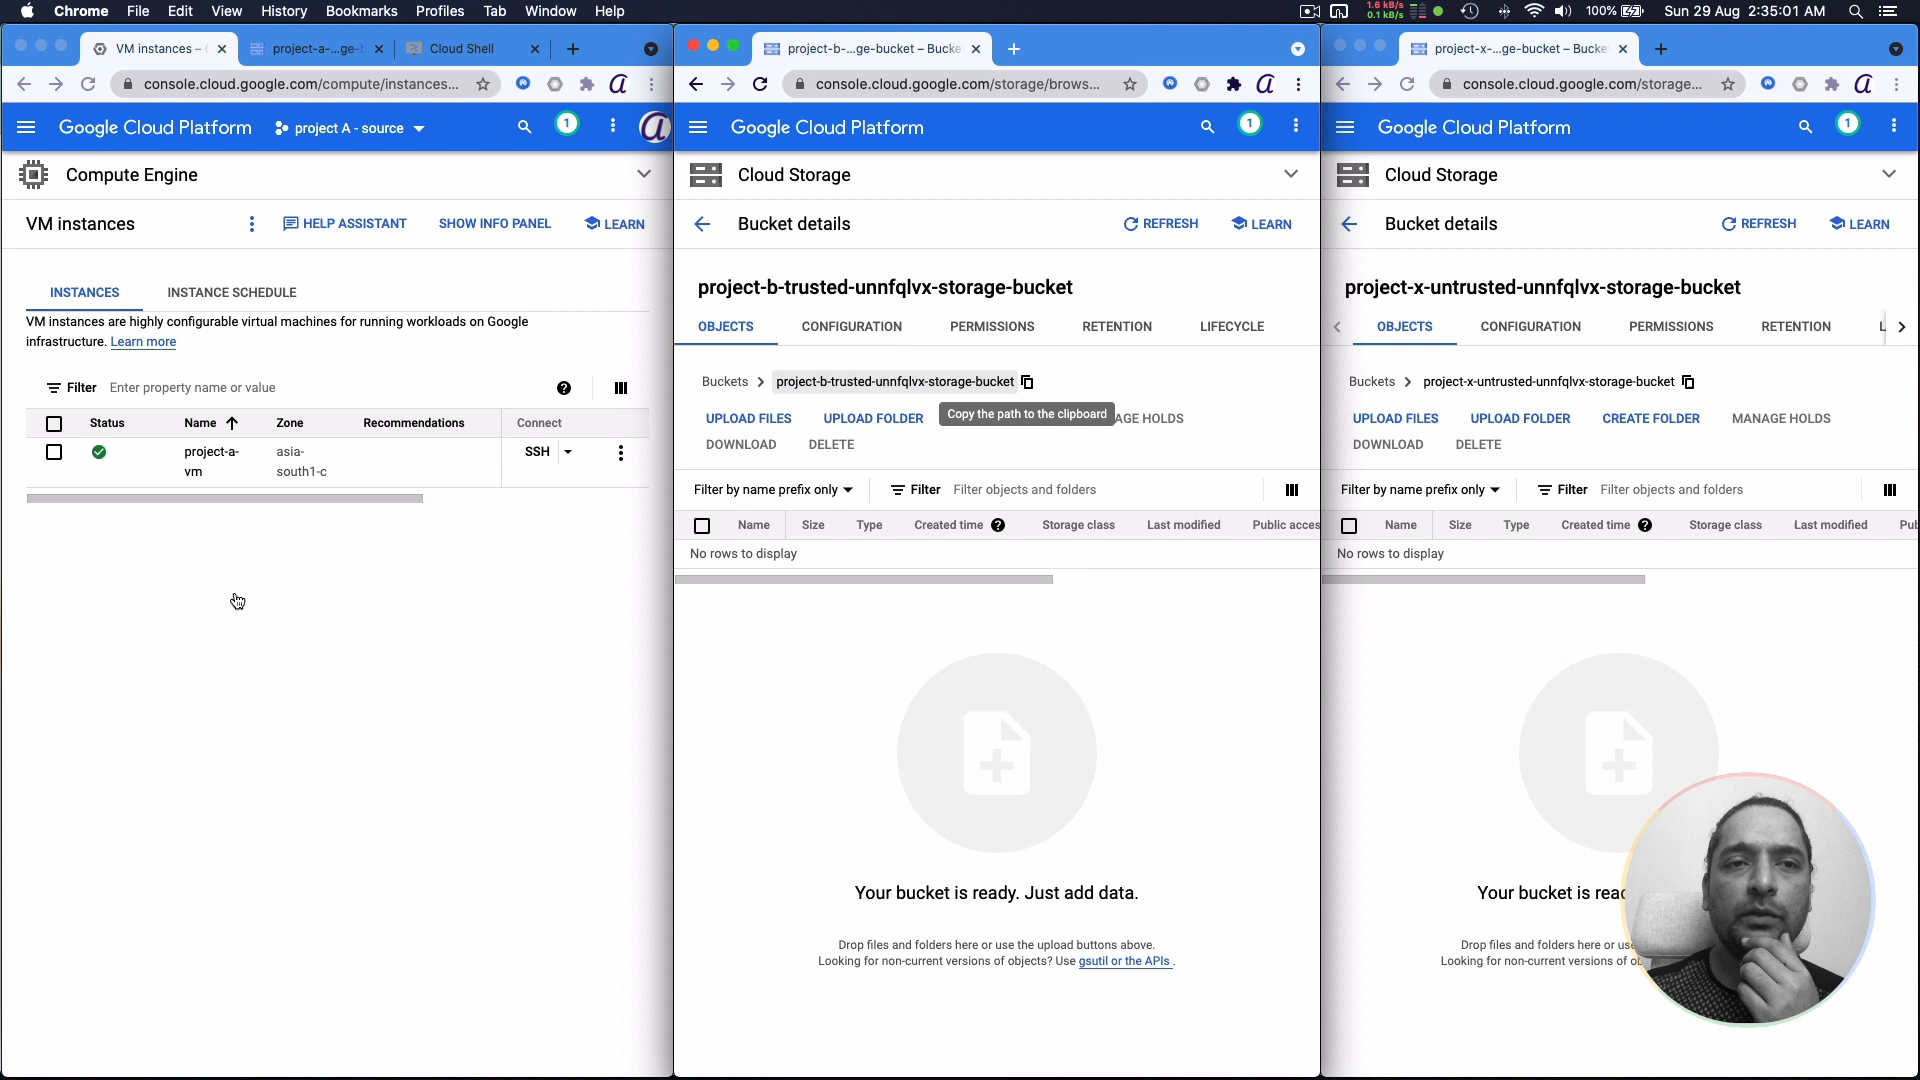 Chrome File Edit View History Bookmarks Profiles Tab Window Help
1.6 kB/s
0.1 kB/s
100% Sun 29 Aug 2:35:01 AM
VM instances –
project-a-...ge-b
Cloud Shell
console.cloud.google.com/compute/instances...
Google Cloud Platform project A - source
1
Compute Engine
VM instances
HELP ASSISTANT SHOW INFO PANEL LEARN
INSTANCES INSTANCE SCHEDULE
VM instances are highly configurable virtual machines for running workloads on Google
infrastructure. Learn more
Filter Enter property name or value
Status Name Zone Recommendations Connect
project-a- asia- SSH
vm south1-c
project-b-...ge-bucket – Bucke
console.cloud.google.com/storage/brows...
Google Cloud Platform
1
Cloud Storage
Bucket details
REFRESH LEARN
project-b-trusted-unnfqlvx-storage-bucket
OBJECTS CONFIGURATION PERMISSIONS RETENTION LIFECYCLE
Buckets > project-b-trusted-unnfqlvx-storage-bucket
Copy the path to the clipboard
UPLOAD FILES UPLOAD FOLDER AGE HOLDS
DOWNLOAD DELETE
Filter by name prefix only Filter Filter objects and folders
Name Size Type Created time Storage class Last modified Public acces
No rows to display
Your bucket is ready. Just add data.
Drop files and folders here or use the upload buttons above.
Looking for non-current versions of objects? Use gsutil or the APIs .
project-x-...ge-bucket – Bucke
console.cloud.google.com/storage...
Google Cloud Platform
1
Cloud Storage
Bucket details
REFRESH LEARN
project-x-untrusted-unnfqlvx-storage-bucket
OBJECTS CONFIGURATION PERMISSIONS RETENTION L
Buckets > project-x-untrusted-unnfqlvx-storage-bucket
UPLOAD FILES UPLOAD FOLDER CREATE FOLDER MANAGE HOLDS
DOWNLOAD DELETE
Filter by name prefix only Filter Filter objects and folders
Name Size Type Created time Storage class Last modified Pub
No rows to display
Your bucket is rea
Drop files and folders here or us
Looking for non-current versions of